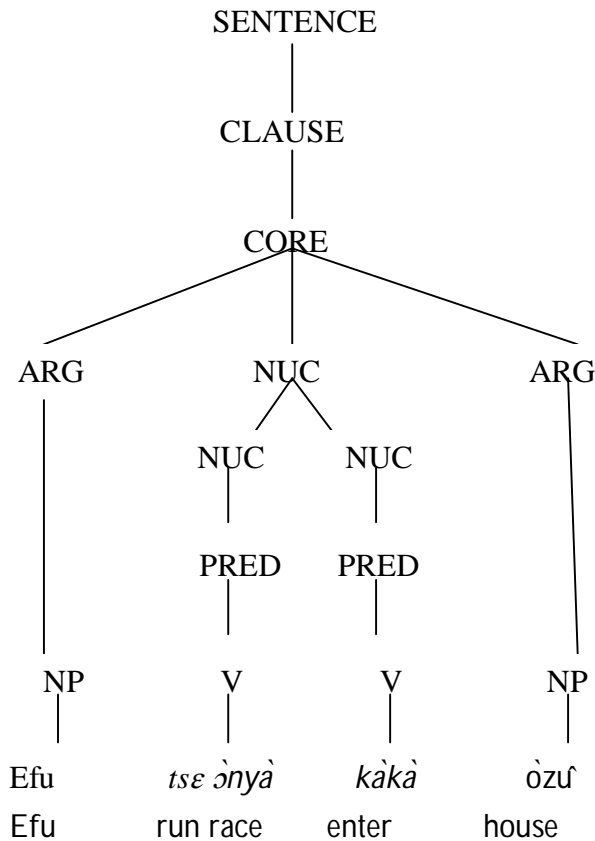 SENTENCE
CLAUSE
CORE
ARG NUC ARG
NUC NUC
PRED PRED
NP V V NP
Efu tsɛ ɔ̀nyà kàkà òzû
Efu run race enter house